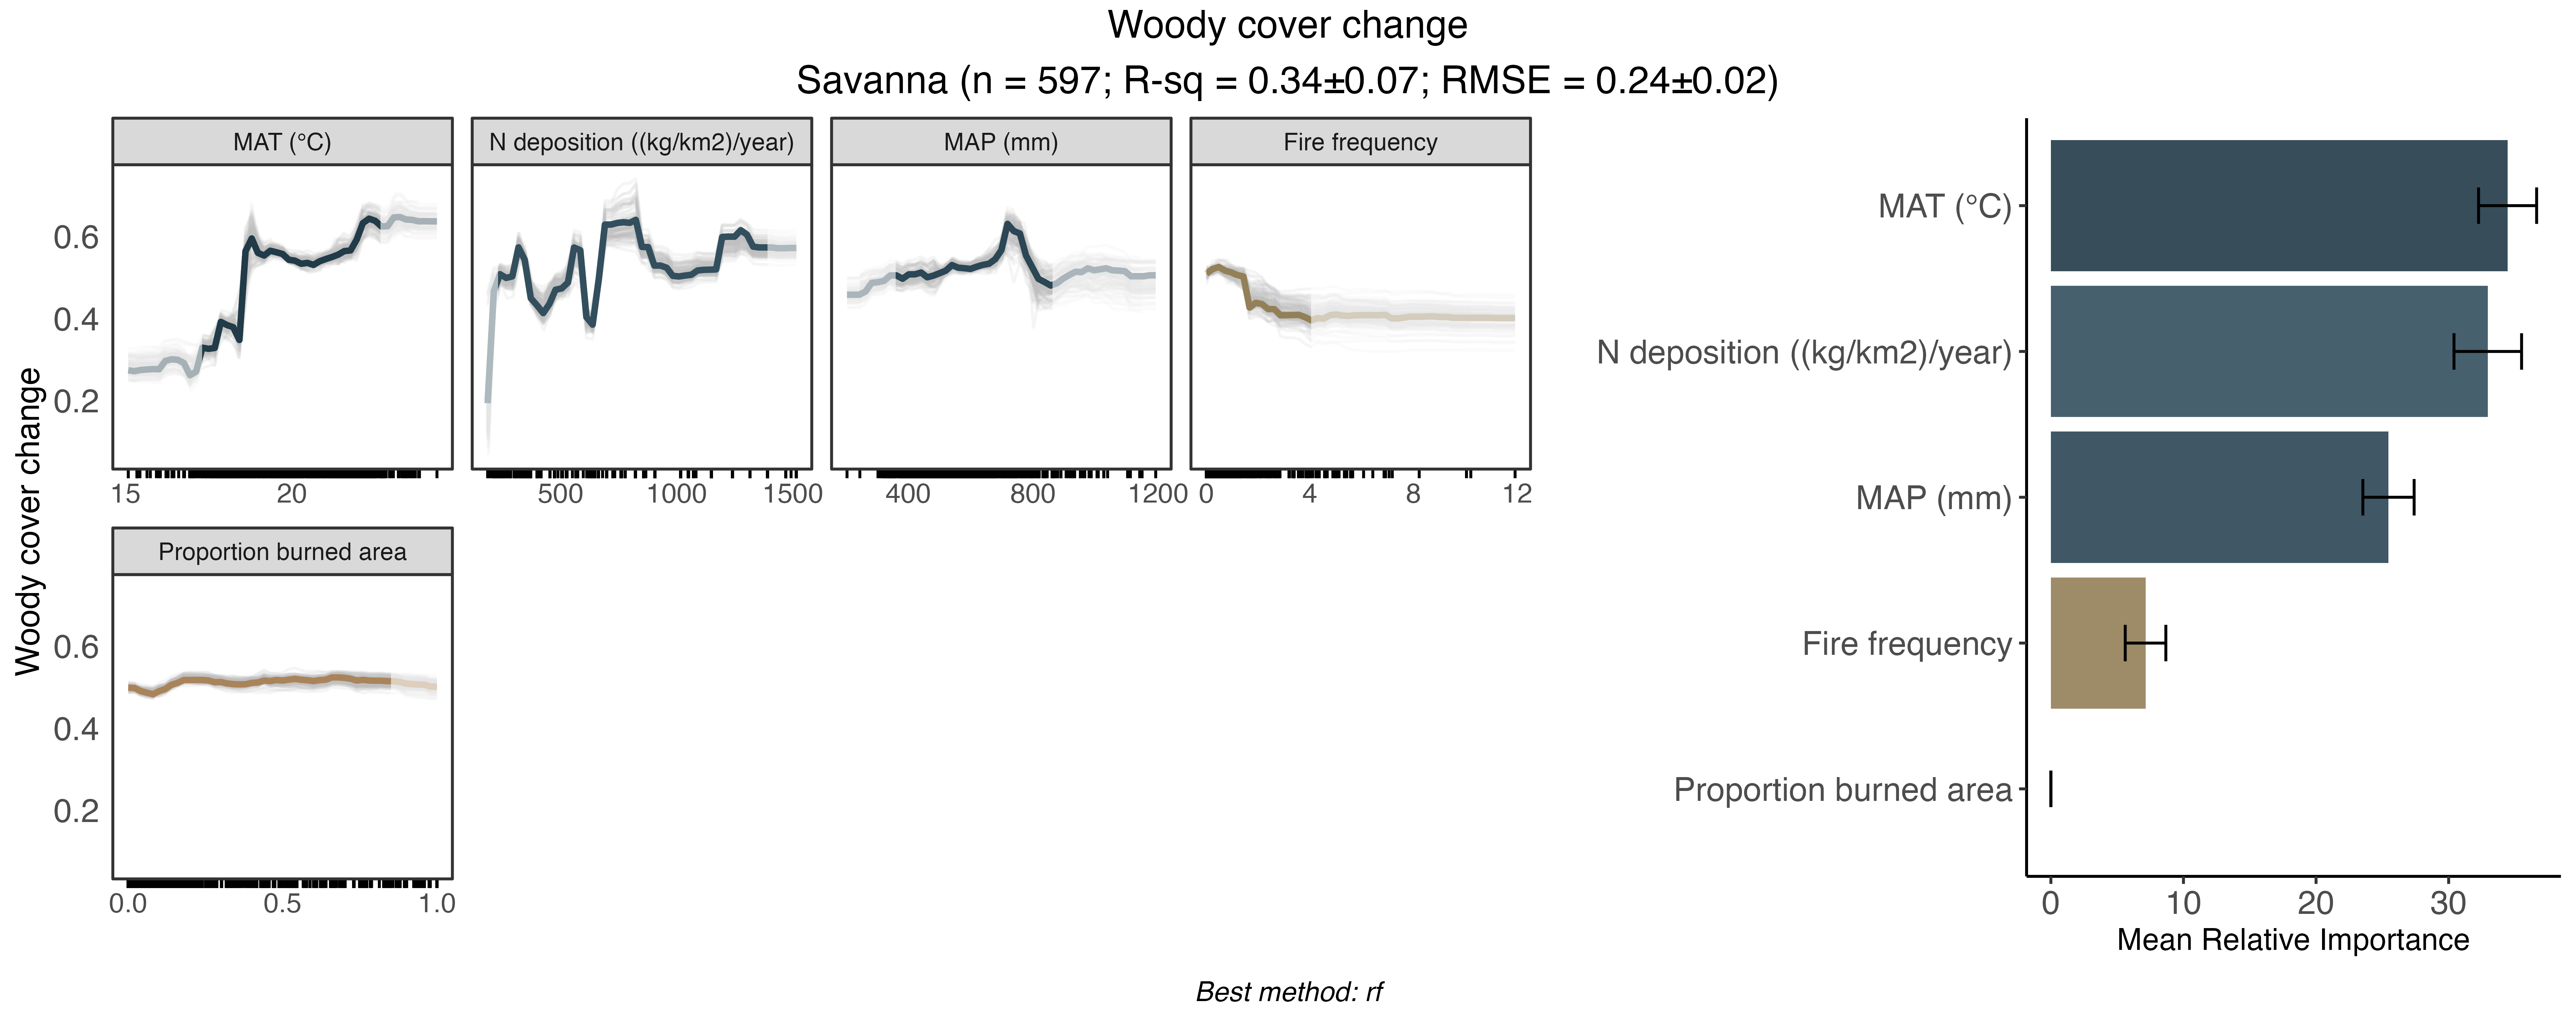 Woody cover change
Savanna (n = 597; R-sq = 0.34±0.07; RMSE = 0.24±0.02)
MAT (°C)
N deposition ((kg/km2)/year)
MAP (mm)
Fire frequency
Woody cover change
0.6
0.4
0.2
15 20
500 1000 1500
400 800 1200
0 4 8 12
Proportion burned area
0.6
0.4
0.2
0.0 0.5 1.0
MAT (°C)
N deposition ((kg/km2)/year)
MAP (mm)
Fire frequency
Proportion burned area
0 10 20 30
Mean Relative Importance
Best method: rf